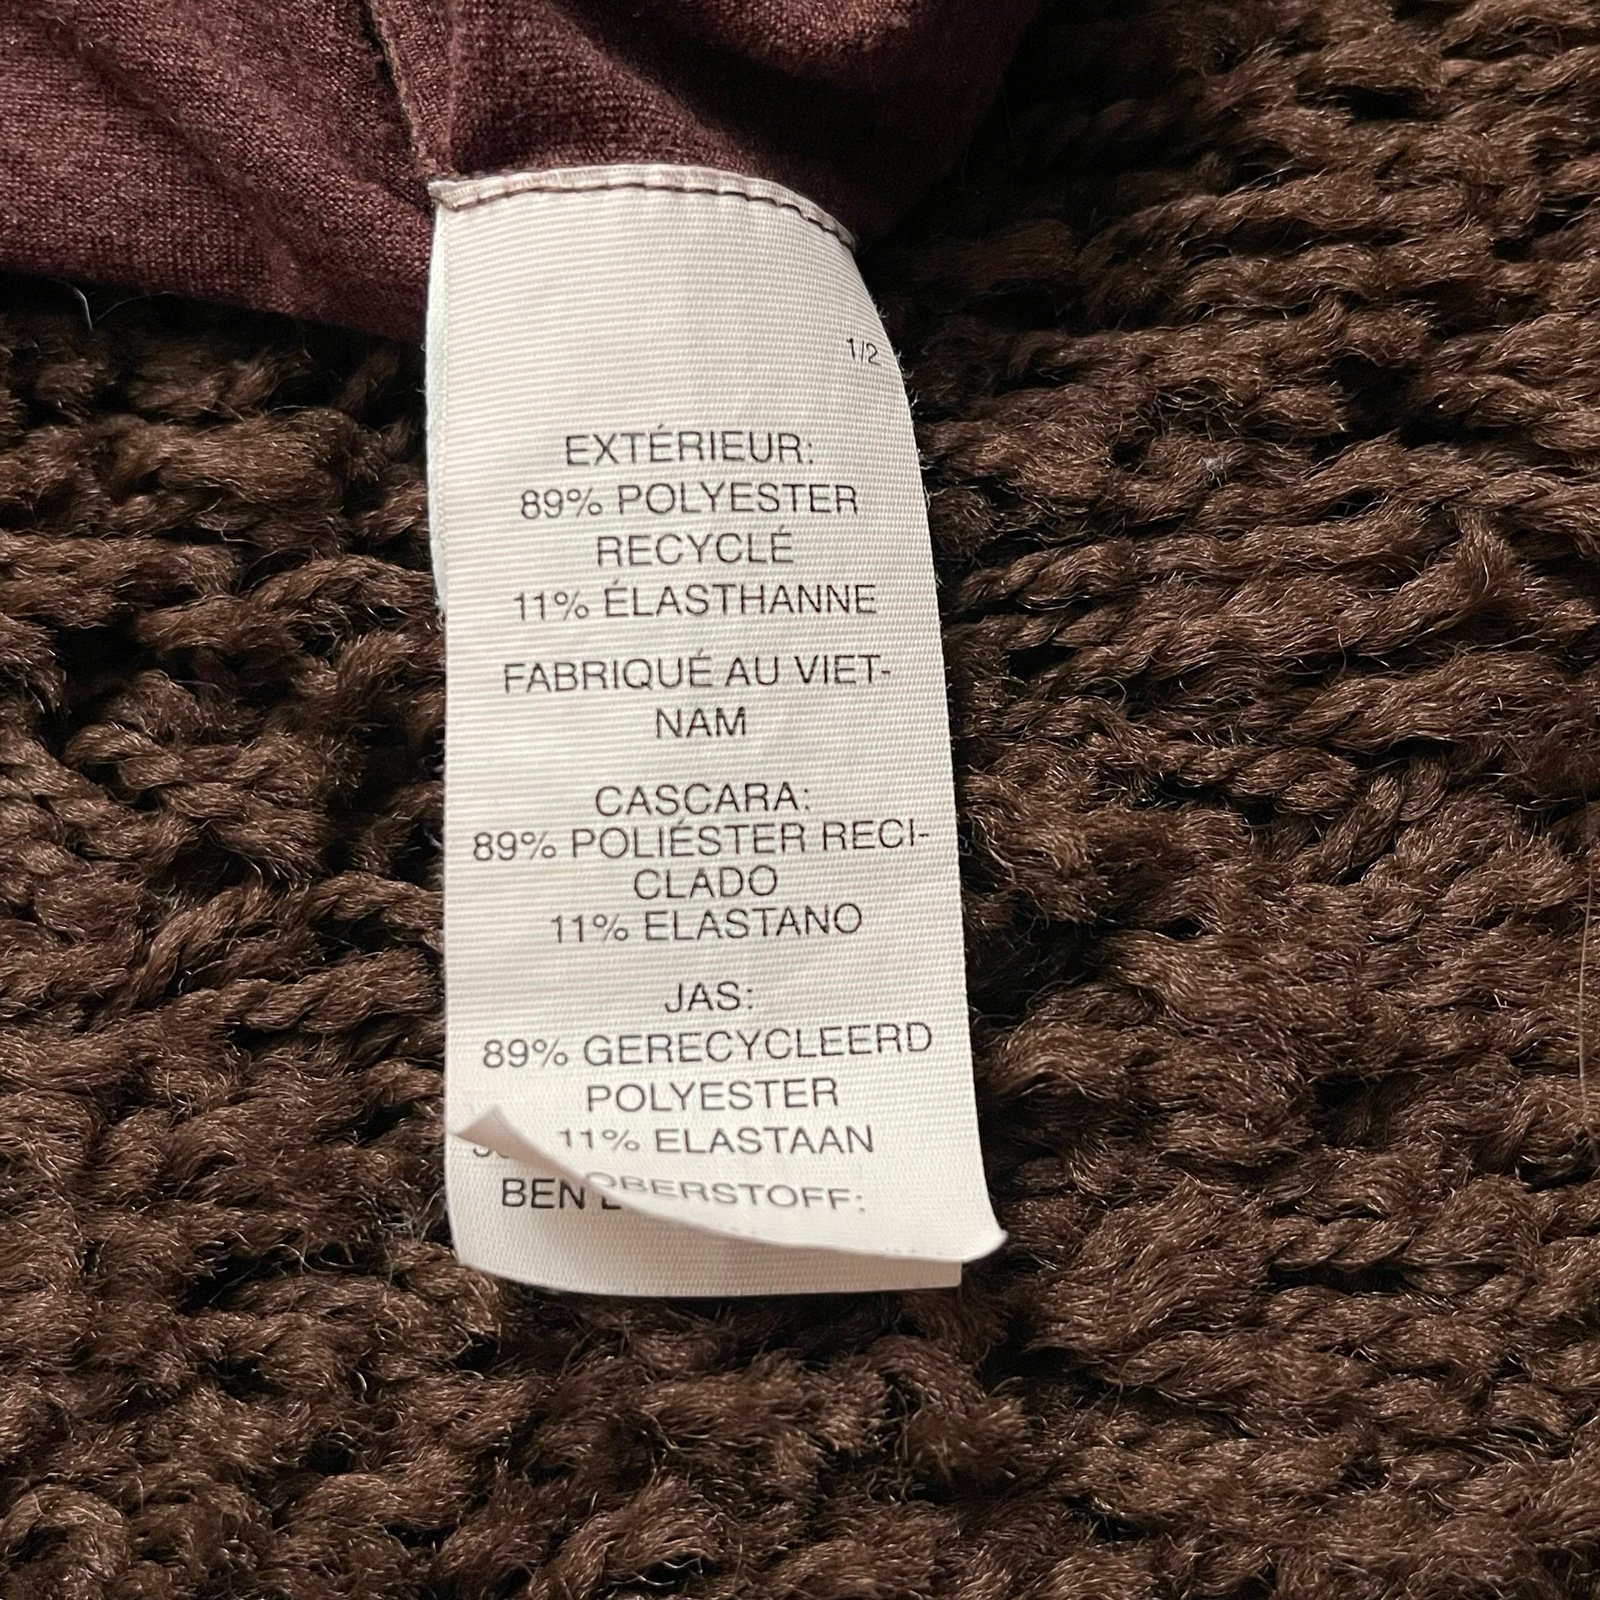 1/2
EXTÉRIEUR:
89% POLYESTER
RECYCLÉ
11% ÉLASTHANNE
FABRIQUÉ AU VIET-
NAM
CASCARA:
89% POLIÉSTER RECI-
CLADO
11% ELASTANO
JAS:
89% GERECYCLEERD
POLYESTER
11% ELASTAAN
OBERSTOFF:
BEN